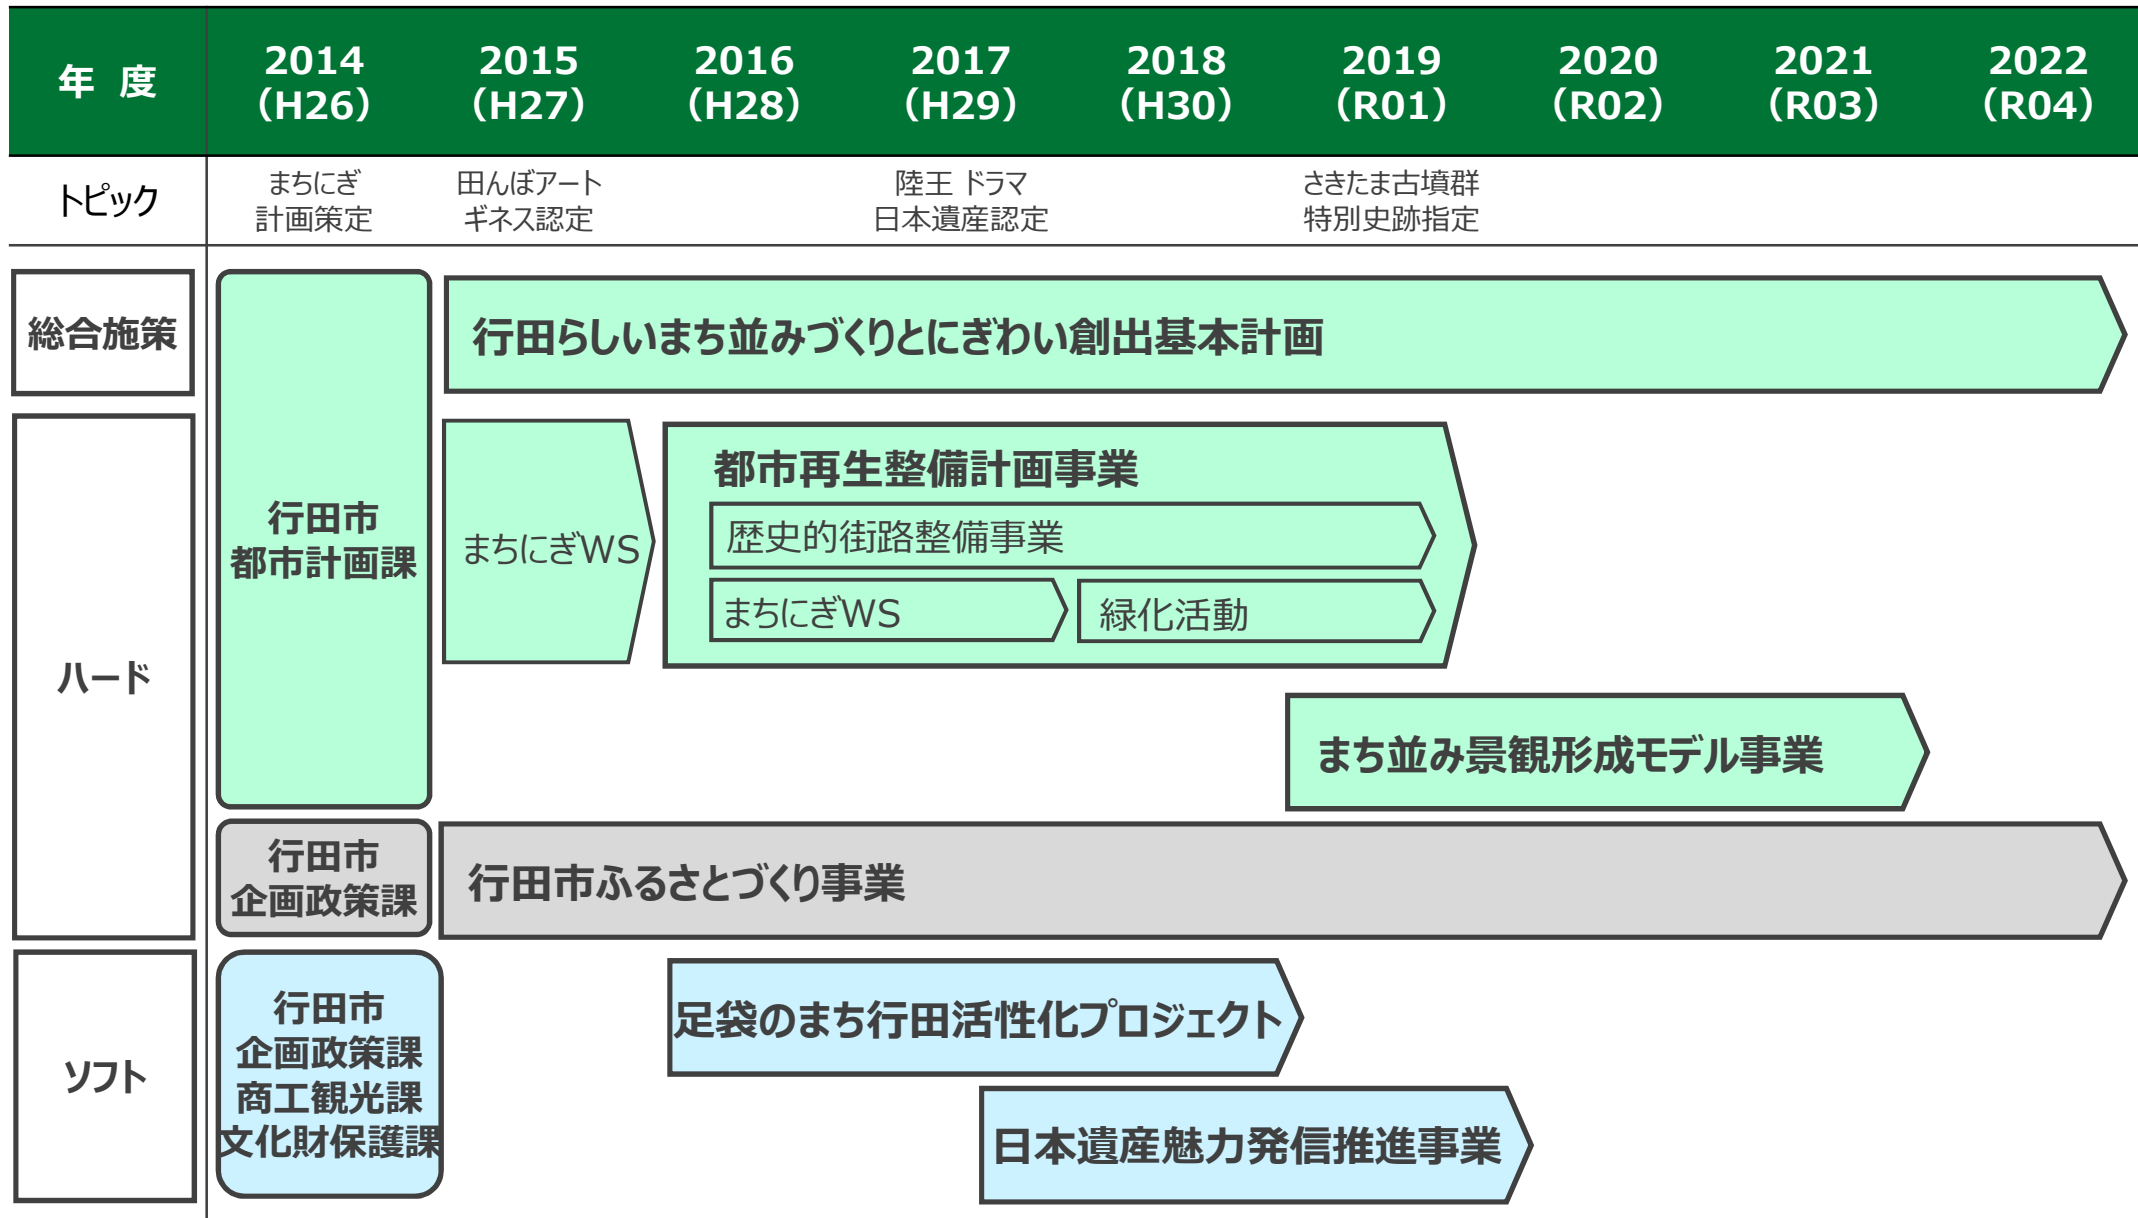 年 度
2014
（H26）
2015
（H27）
2016
（H28）
2017
（H29）
2018
（H30）
2019
（R01）
2020
（R02）
2021
（R03）
2022
（R04）
トピック
まちにぎ
計画策定
田んぼアート
ギネス認定
陸王 ドラマ
日本遺産認定
さきたま古墳群
特別史跡指定
総合施策
行田らしいまち並みづくりとにぎわい創出基本計画
ハード
行田市
都市計画課
まちにぎWS
都市再生整備計画事業
歴史的街路整備事業
まちにぎWS
緑化活動
まち並み景観形成モデル事業
行田市
企画政策課
行田市ふるさとづくり事業
ソフト
行田市
企画政策課
商工観光課
文化財保護課
足袋のまち行田活性化プロジェクト
日本遺産魅力発信推進事業